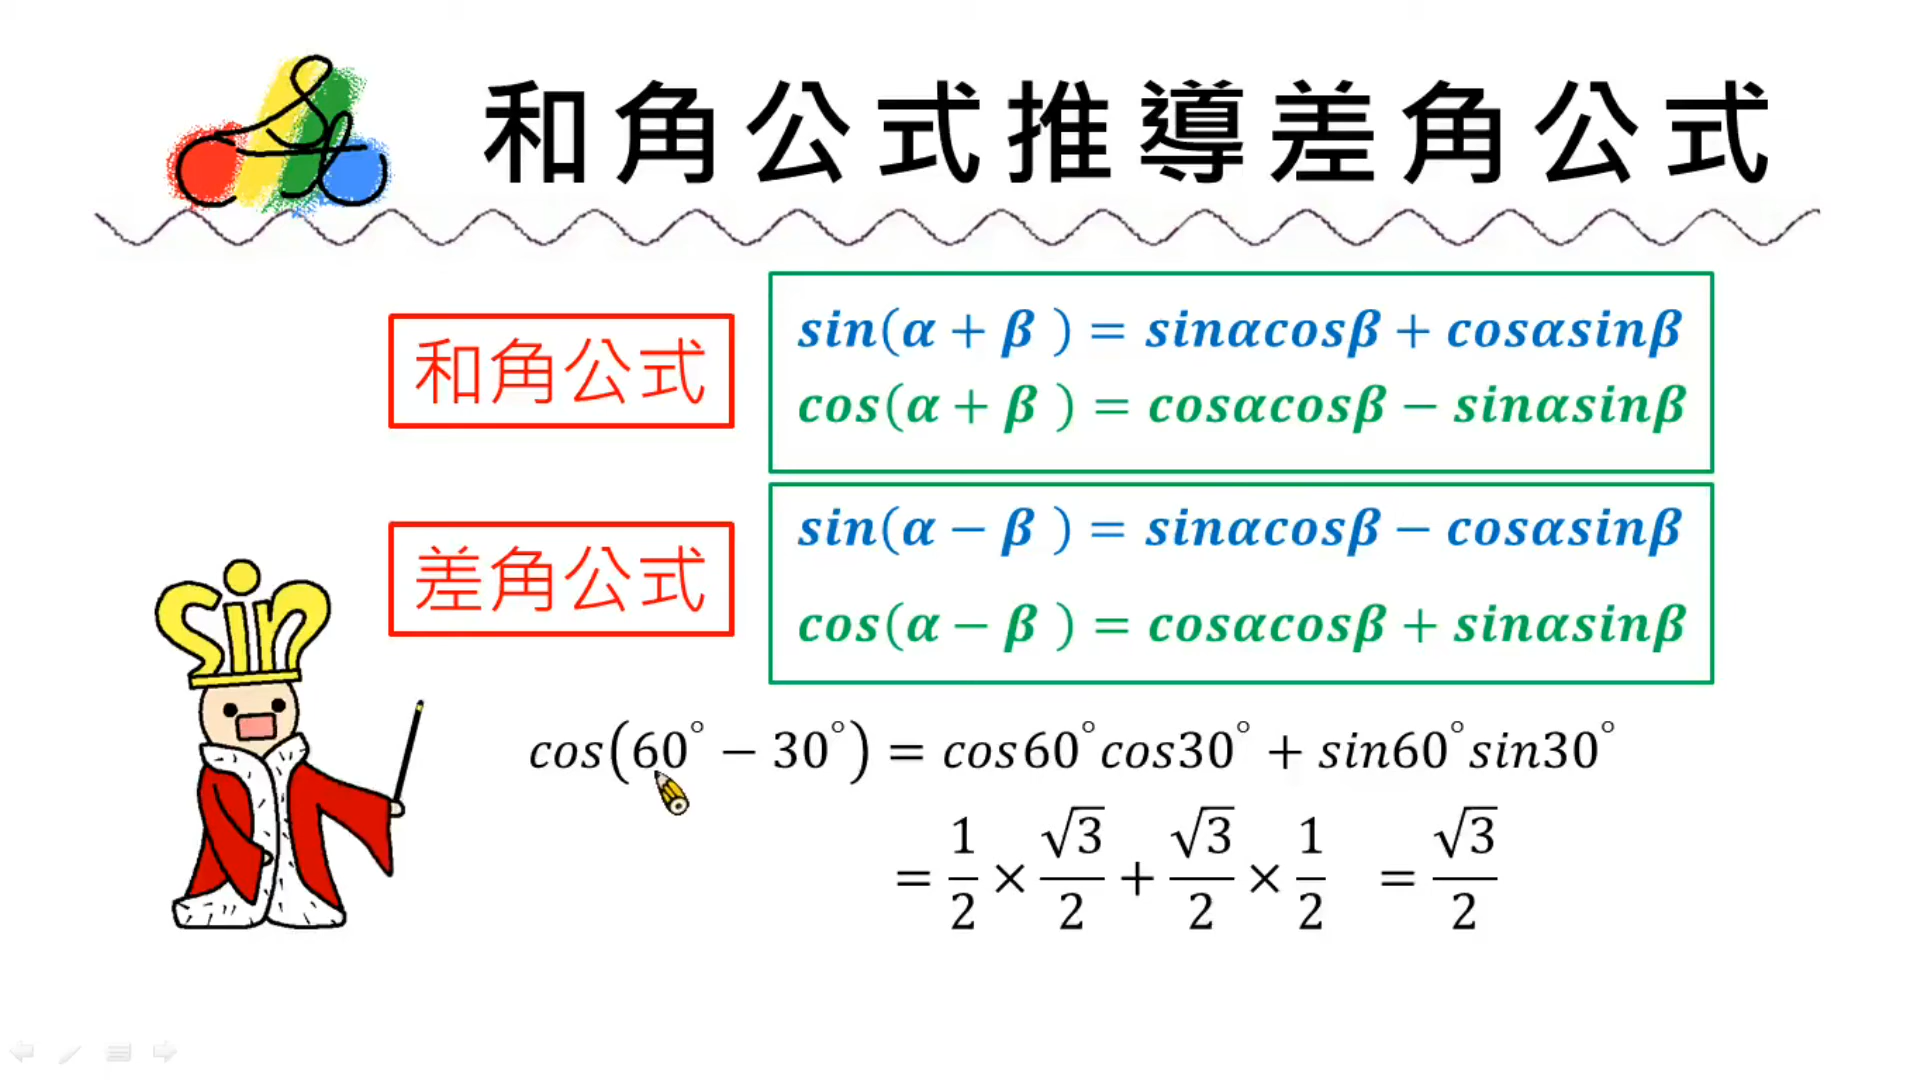 和角公式推導差角公式
和角公式
sin(α + β ) = sinαcosβ + cosαsinβ
cos(α + β ) = cosαcosβ − sinαsinβ
差角公式
sin(α − β ) = sinαcosβ − cosαsinβ
cos(α − β ) = cosαcosβ + sinαsinβ
sin
cos(60° − 30°) = cos60°cos30° + sin60°sin30°
= 1/2 × √3/2 + √3/2 × 1/2 = √3/2